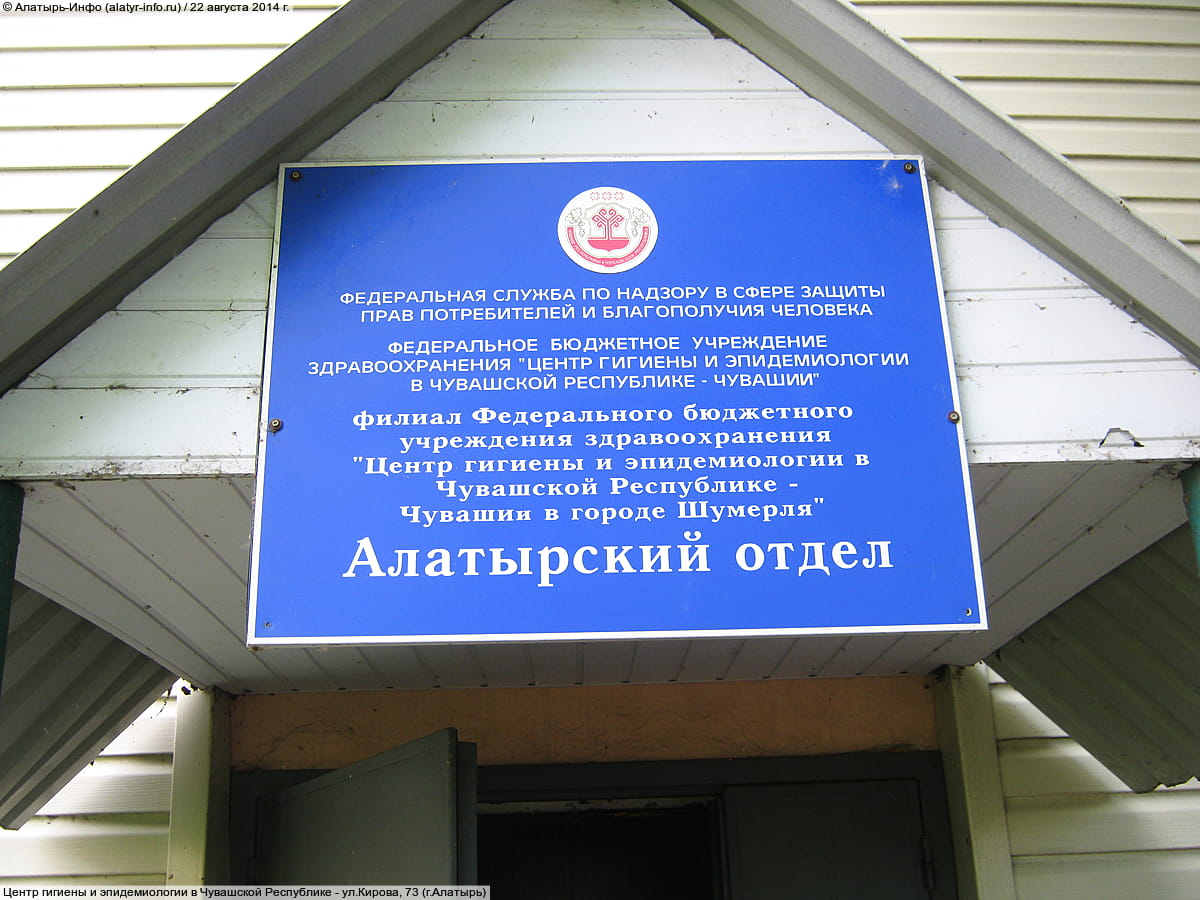 © Алатырь-Инфо (alatyr-info.ru) / 22 августа 2014 г.
ФЕДЕРАЛЬНАЯ СЛУЖБА ПО НАДЗОРУ В СФЕРЕ ЗАЩИТЫ
ПРАВ ПОТРЕБИТЕЛЕЙ И БЛАГОПОЛУЧИЯ ЧЕЛОВЕКА
ФЕДЕРАЛЬНОЕ БЮДЖЕТНОЕ УЧРЕЖДЕНИЕ
ЗДРАВООХРАНЕНИЯ "ЦЕНТР ГИГИЕНЫ И ЭПИДЕМИОЛОГИИ
В ЧУВАШСКОЙ РЕСПУБЛИКЕ - ЧУВАШИИ"
филиал Федерального бюджетного
учреждения здравоохранения
"Центр гигиены и эпидемиологии в
Чувашской Республике -
Чувашии в городе Шумерля"
Алатырский отдел
Центр гигиены и эпидемиологии в Чувашской Республике - ул.Кирова, 73 (г.Алатырь)